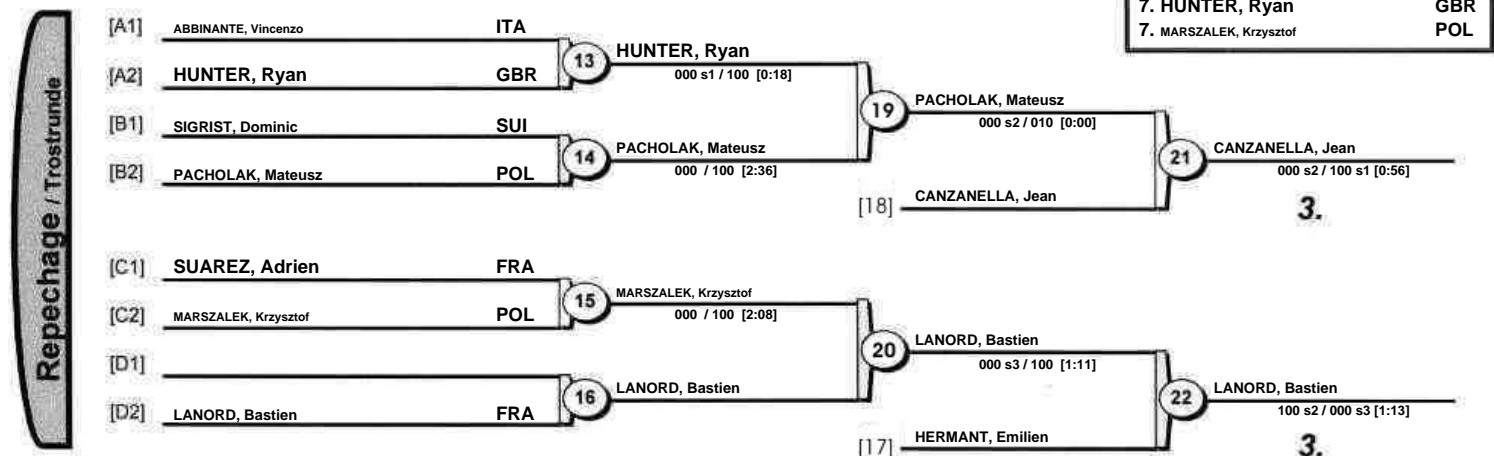 7. HUNTER, Ryan GBR
7. MARSZALEK, Krzysztof POL
Repechage / Trostrunde
[A1] ABBINANTE, Vincenzo ITA
[A2] HUNTER, Ryan GBR
13 HUNTER, Ryan
000 s1 / 100 [0:18]
[B1] SIGRIST, Dominic SUI
[B2] PACHOLAK, Mateusz POL
14 PACHOLAK, Mateusz
000 / 100 [2:36]
19 PACHOLAK, Mateusz
000 s2 / 010 [0:00]
[18] CANZANELLA, Jean
21 CANZANELLA, Jean
000 s2 / 100 s1 [0:56]
3.
[C1] SUAREZ, Adrien FRA
[C2] MARSZALEK, Krzysztof POL
15 MARSZALEK, Krzysztof
000 / 100 [2:08]
[D1]
[D2] LANORD, Bastien FRA
16 LANORD, Bastien
20 LANORD, Bastien
000 s3 / 100 [1:11]
[17] HERMANT, Emilien
22 LANORD, Bastien
100 s2 / 000 s3 [1:13]
3.